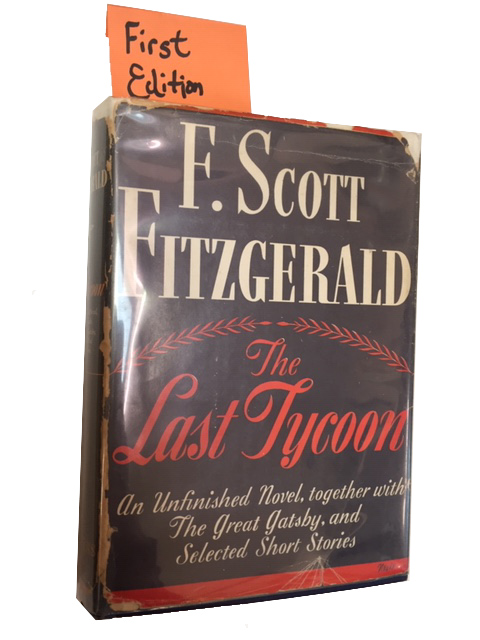 First
Edition
F. SCOTT
FITZGERALD
The
Last Tycoon
An Unfinished Novel, together with
The Great Gatsby, and
Selected Short Stories